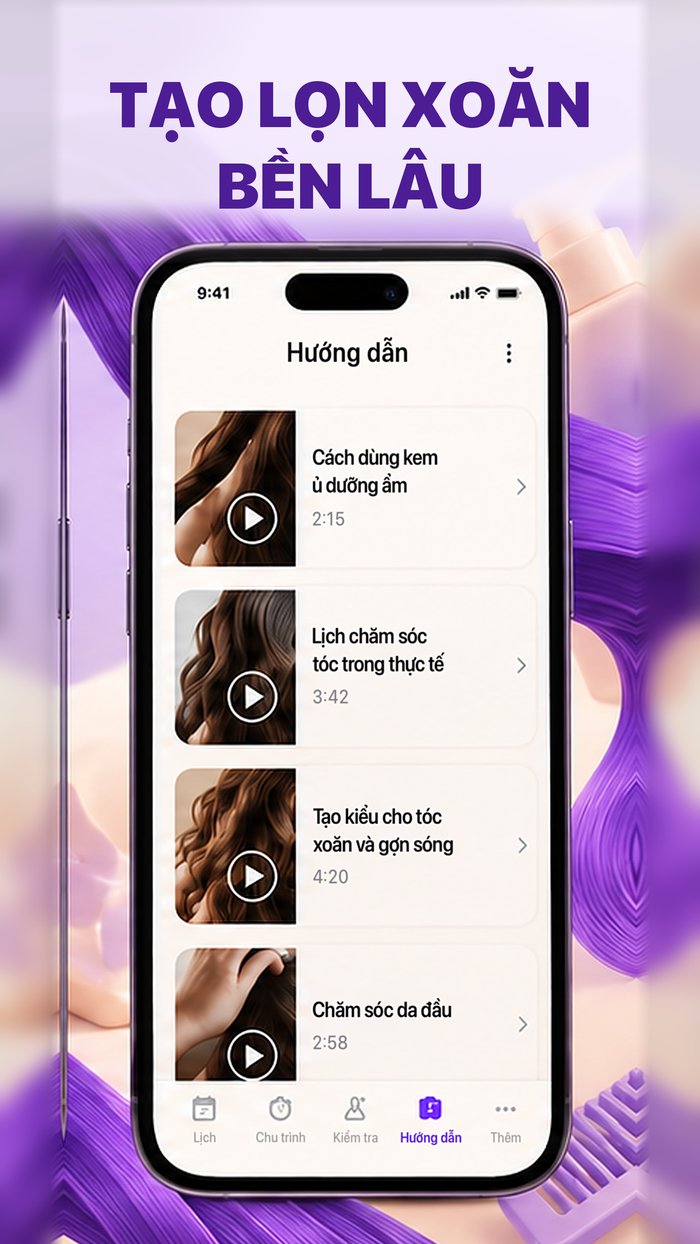 TẠO LỌN XOĂN
BỀN LÂU
9:41
Hướng dẫn
Cách dùng kem
ủ dưỡng ẩm
2:15
Lịch chăm sóc
tóc trong thực tế
3:42
Tạo kiểu cho tóc
xoăn và gợn sóng
4:20
Chăm sóc da đầu
2:58
Lịch
Chu trình
Kiểm tra
Hướng dẫn
Thêm